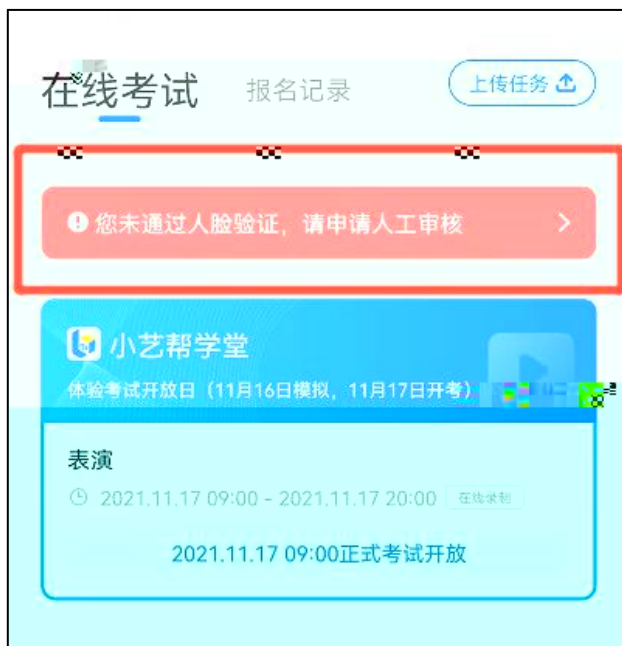 在线考试 报名记录 上传任务
您未通过人脸验证，请申请人工审核
小艺帮学堂
体验考试开放日（11月16日模拟，11月17日开考）
表演
2021.11.17 09:00 - 2021.11.17 20:00 在线录制
2021.11.17 09:00正式考试开放